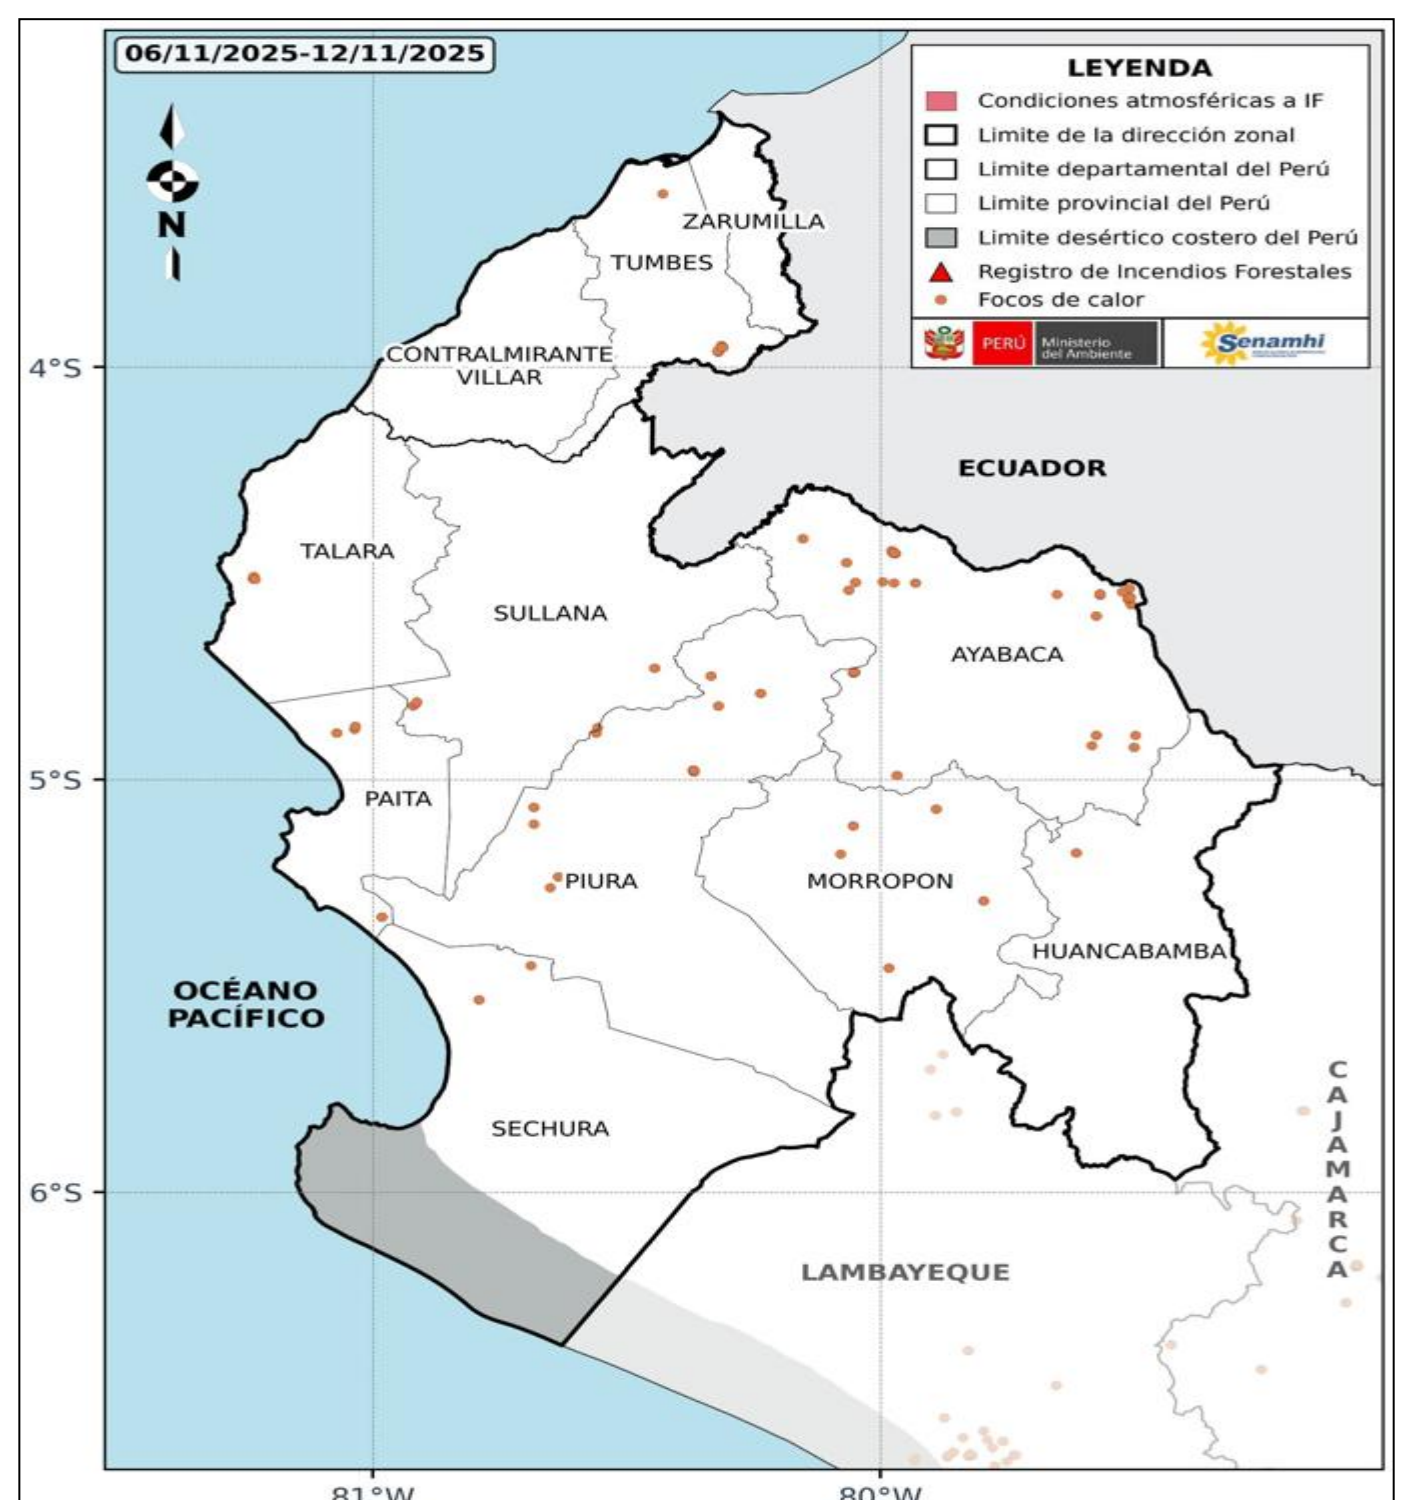 06/11/2025-12/11/2025
LEYENDA
Condiciones atmosféricas a IF
Limite de la dirección zonal
Limite departamental del Perú
Limite provincial del Perú
Limite desértico costero del Perú
Registro de Incendios Forestales
Focos de calor
PERÚ
Ministerio
del Ambiente
Senamhi
N
ZARUMILLA
TUMBES
CONTRALMIRANTE
VILLAR
4°S
ECUADOR
TALARA
SULLANA
AYABACA
5°S
PAITA
PIURA
MORROPON
HUANCABAMBA
OCÉANO
PACÍFICO
SECHURA
CAJAMARCA
6°S
LAMBAYEQUE
81°W
80°W